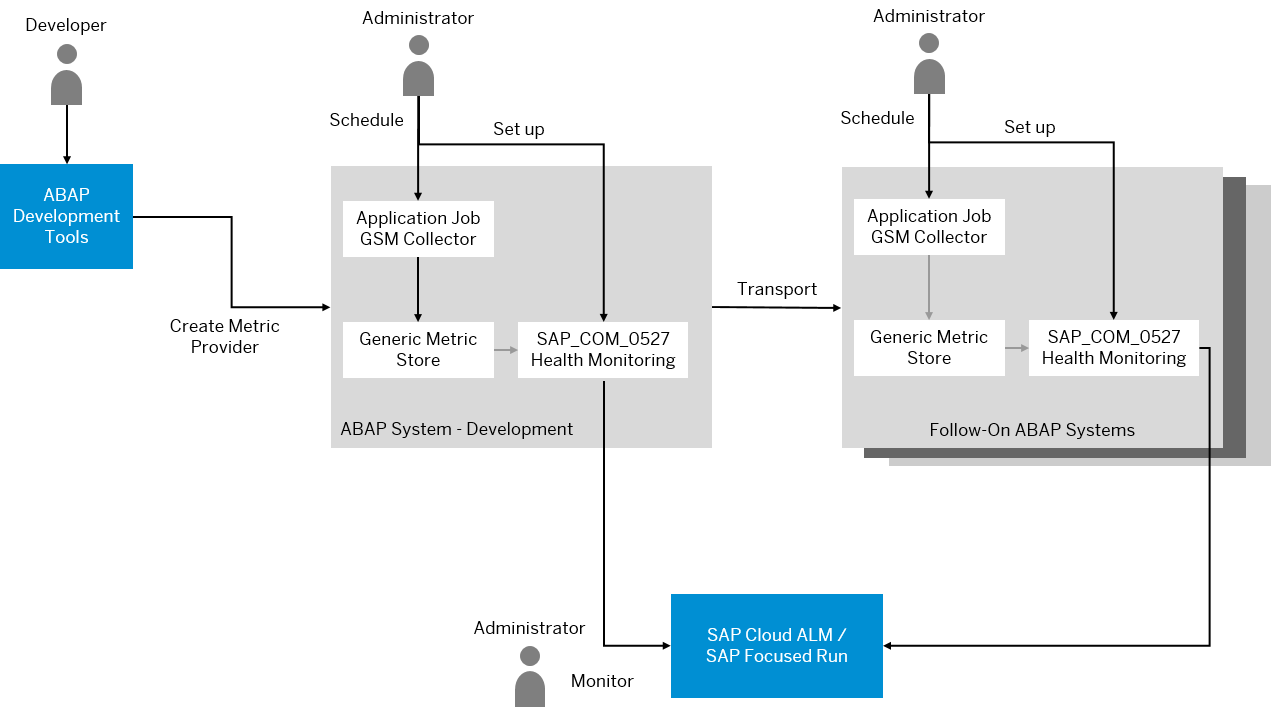 Developer
Administrator
Administrator
Schedule
Set up
Schedule
Set up
ABAP
Development
Tools
Application Job
GSM Collector
Application Job
GSM Collector
Create Metric
Provider
Transport
Generic Metric
Store
SAP_COM_0527
Health Monitoring
Generic Metric
Store
SAP_COM_0527
Health Monitoring
ABAP System - Development
Follow-On ABAP Systems
Administrator
Monitor
SAP Cloud ALM /
SAP Focused Run